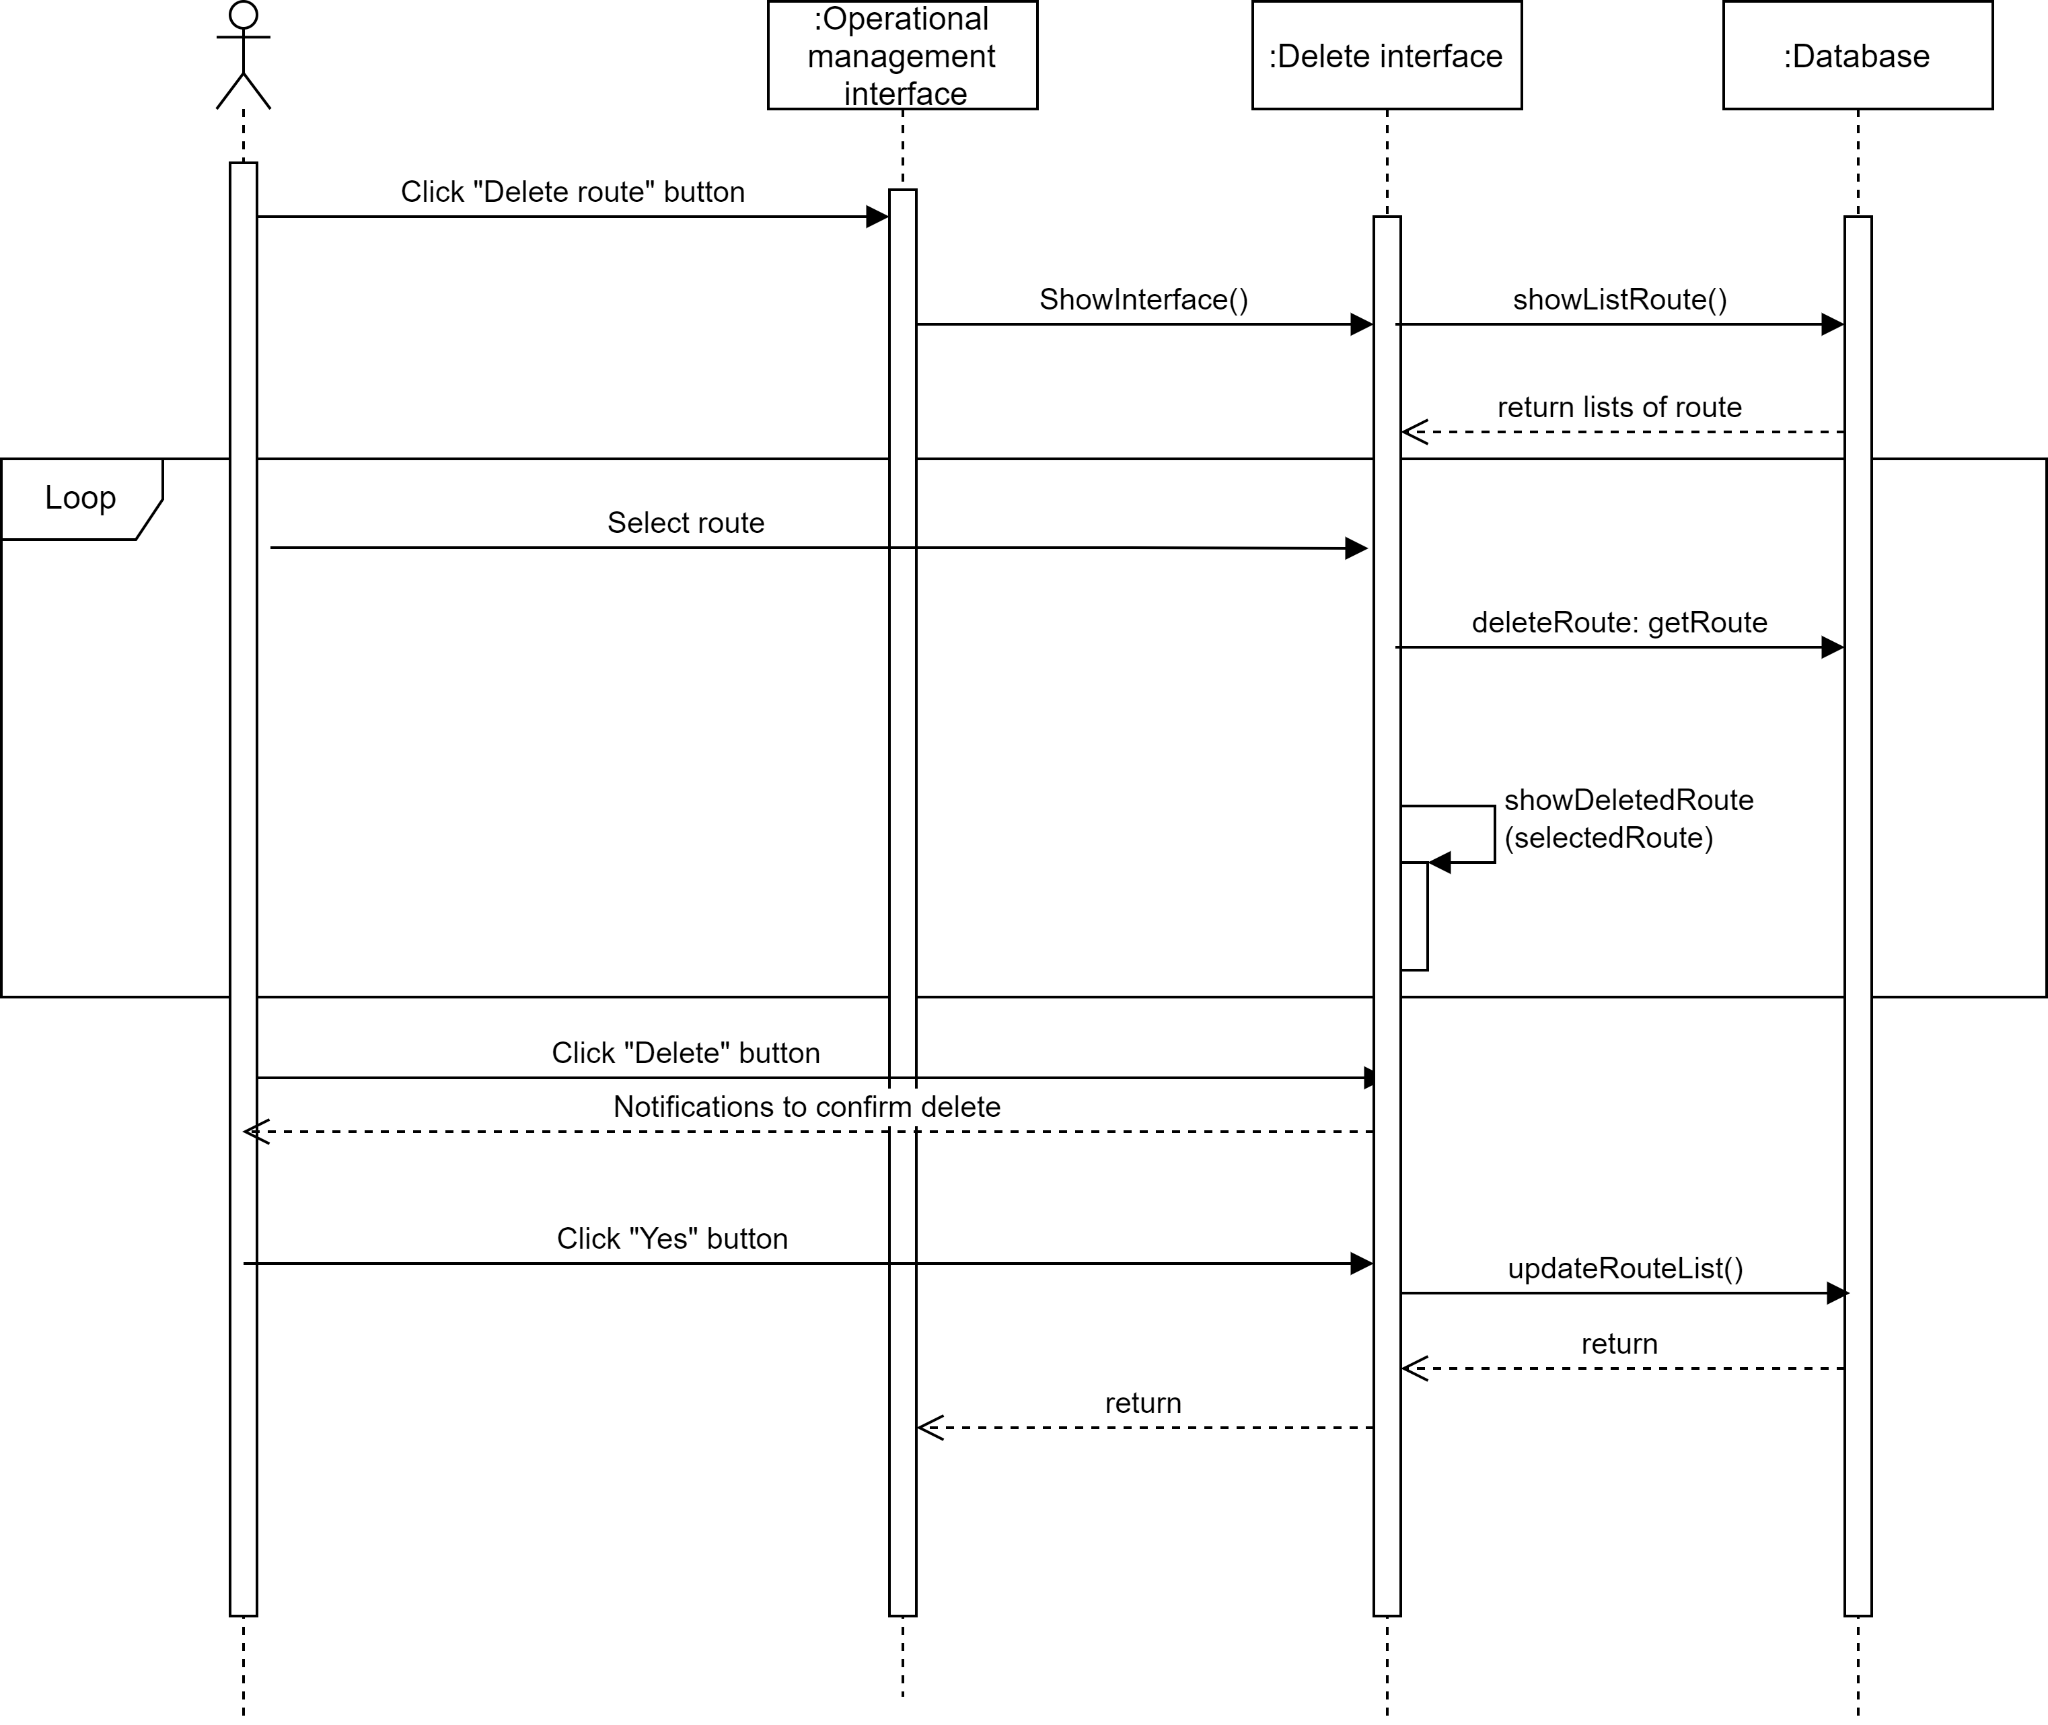 :Operational
management
interface
:Delete interface
:Database
Click "Delete route" button
ShowInterface()
showListRoute()
return lists of route
Loop
Select route
deleteRoute: getRoute
showDeletedRoute
(selectedRoute)
Click "Delete" button
Notifications to confirm delete
Click "Yes" button
updateRouteList()
return
return